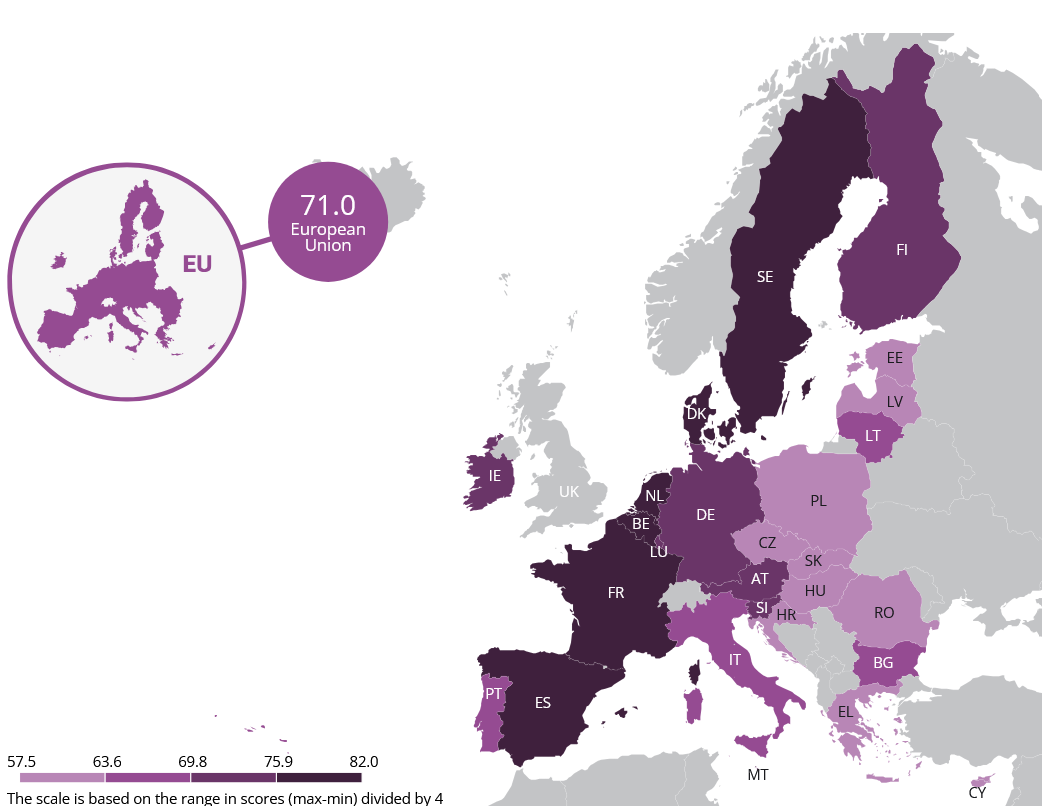 71.0
European
Union
EU
FI
SE
EE
LV
DK
LT
IE
NL
UK
PL
DE
BE
CZ
LU
SK
AT
HU
FR
SI
HR
RO
IT
BG
PT
ES
EL
MT
CY
57.5 63.6 69.8 75.9 82.0
The scale is based on the range in scores (max-min) divided by 4